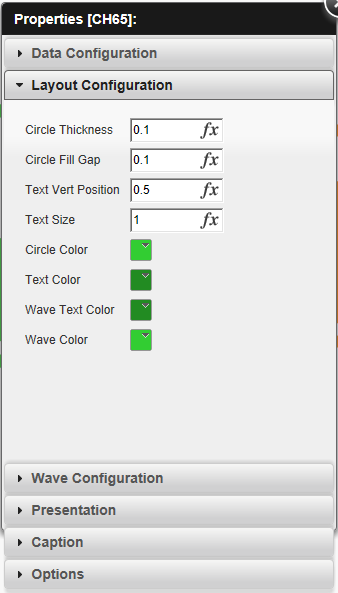 Properties [CH65]:
Data Configuration
Layout Configuration
Circle Thickness 0.1 fx
Circle Fill Gap 0.1 fx
Text Vert Position 0.5 fx
Text Size 1 fx
Circle Color
Text Color
Wave Text Color
Wave Color
Wave Configuration
Presentation
Caption
Options